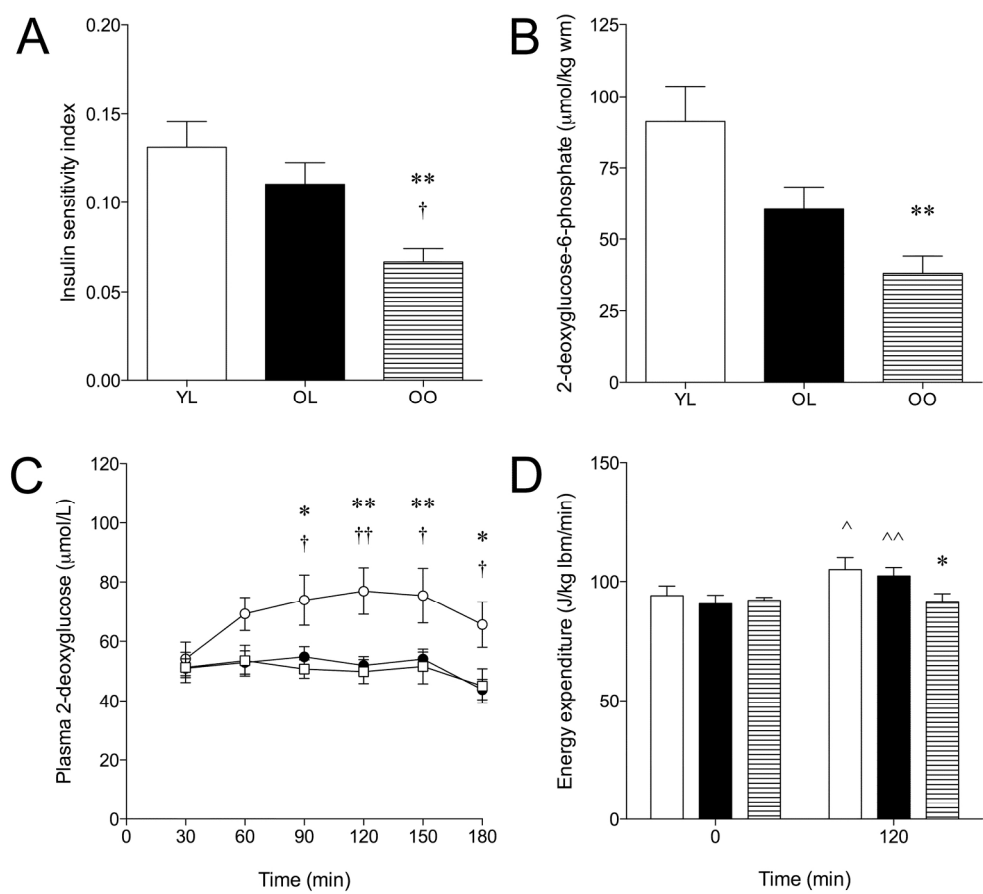 A
Insulin sensitivity index
0.20
0.15
0.10
0.05
0.00
**
†
YL OL OO
B
2-deoxyglucose-6-phosphate (μmol/kg wm)
125
100
75
50
25
0
**
YL OL OO
C
Plasma 2-deoxyglucose (μmol/L)
120
100
80
60
40
20
0
* ** ** *
† †† † †
0 30 60 90 120 150 180
Time (min)
D
Energy expenditure (J/kg lbm/min)
150
100
50
0
^ ^^ *
0 120
Time (min)